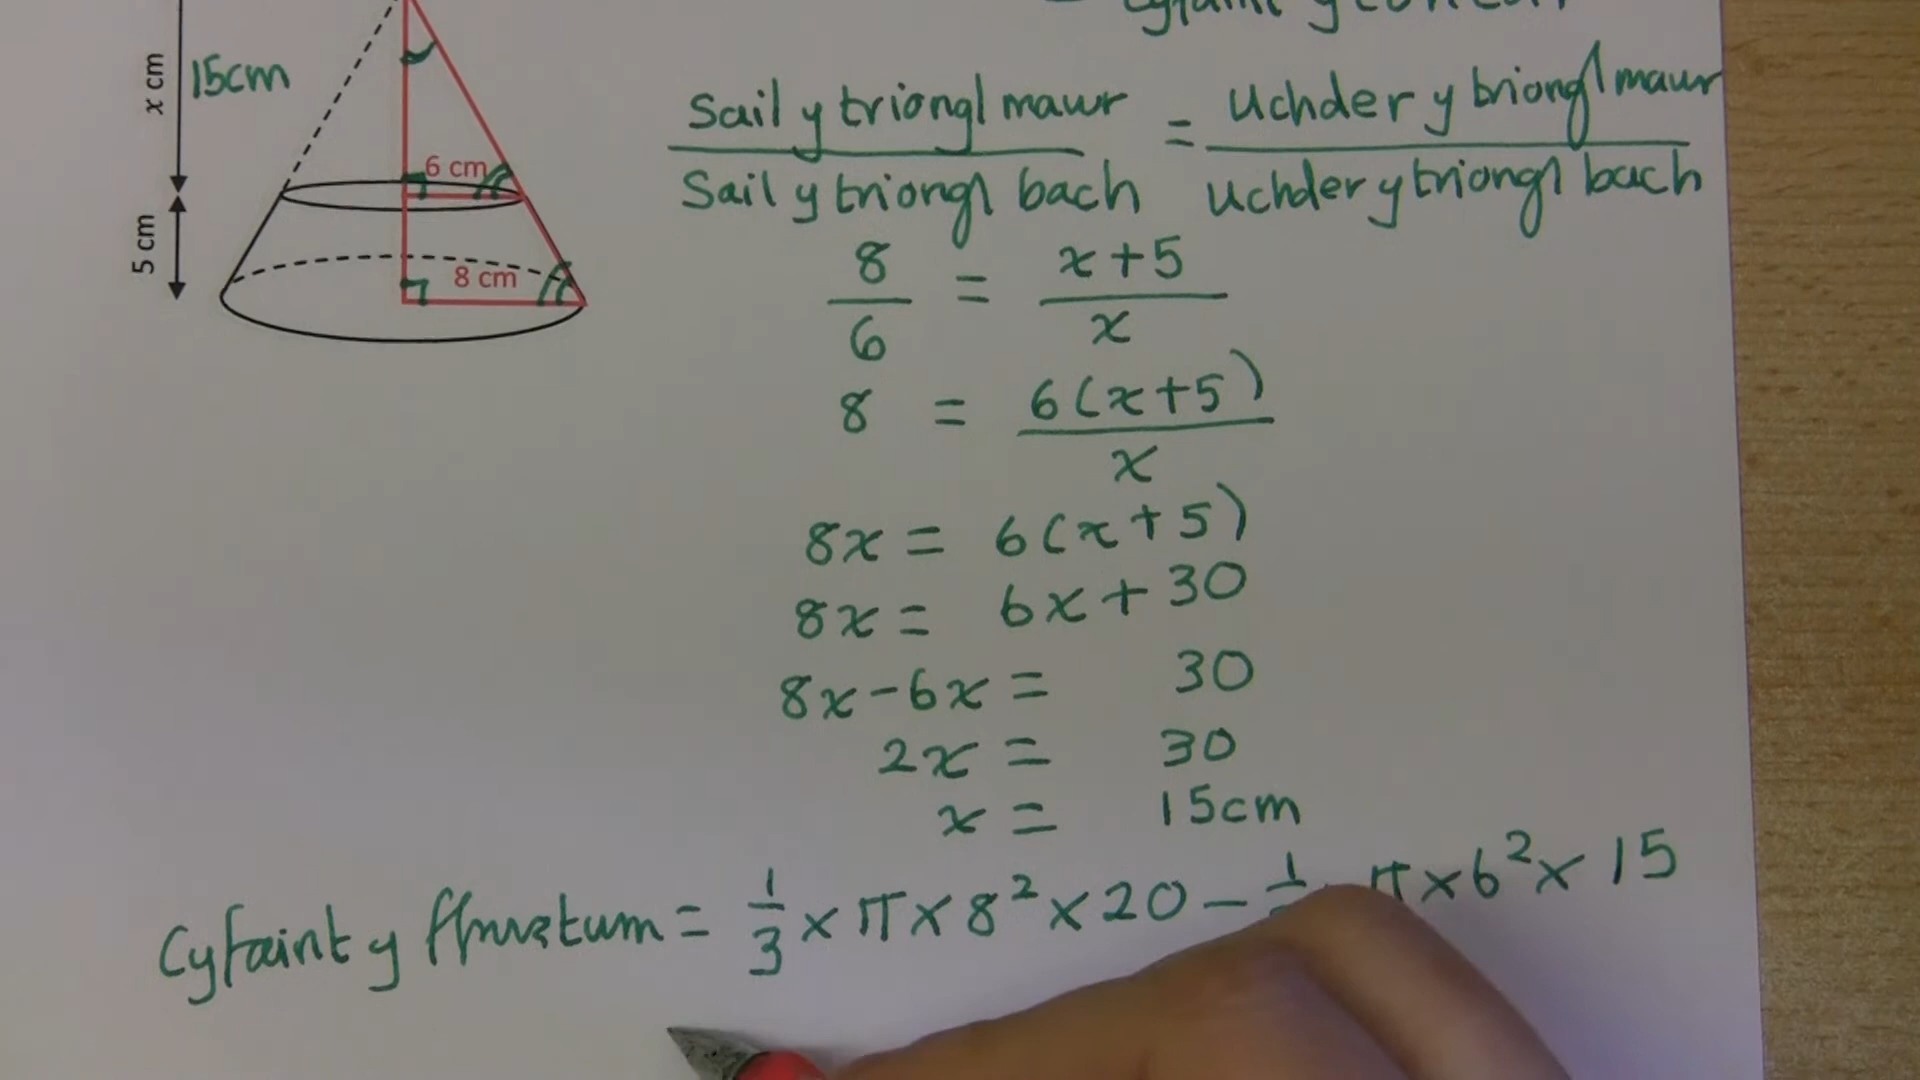 Cyfaint y
x cm
15cm
6 cm
5 cm
8 cm
Sail y triongl mawr = Uchder y triongl mawr
Sail y triongl bach Uchder y triongl bach
8 = x+5
6 x
8 = 6(x+5)
x
8x = 6(x+5)
8x = 6x + 30
8x - 6x = 30
2x = 30
x = 15cm
Cyfaint y ffrwstwm = 1/3 × π × 8² × 20 - 1 π × 6² × 15